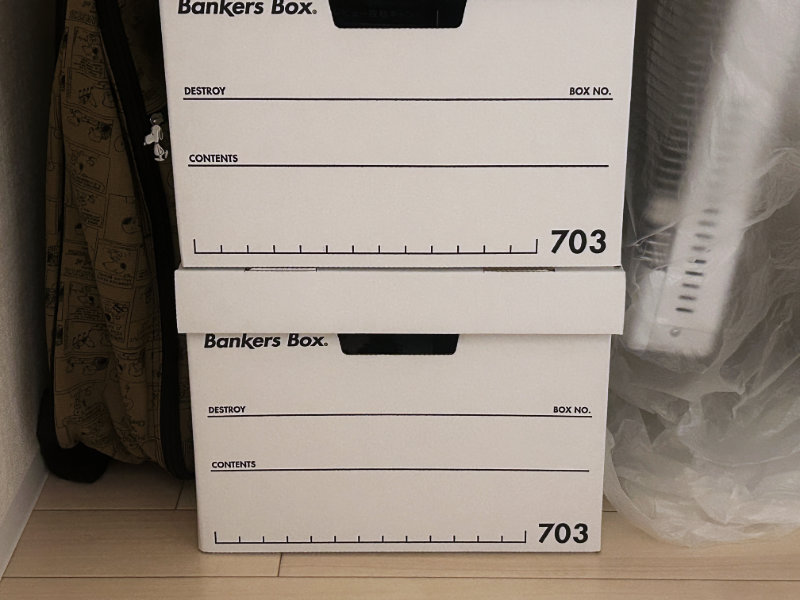 Bankers Box®
DESTROY BOX NO.
CONTENTS
703
Bankers Box®
DESTROY BOX NO.
CONTENTS
703